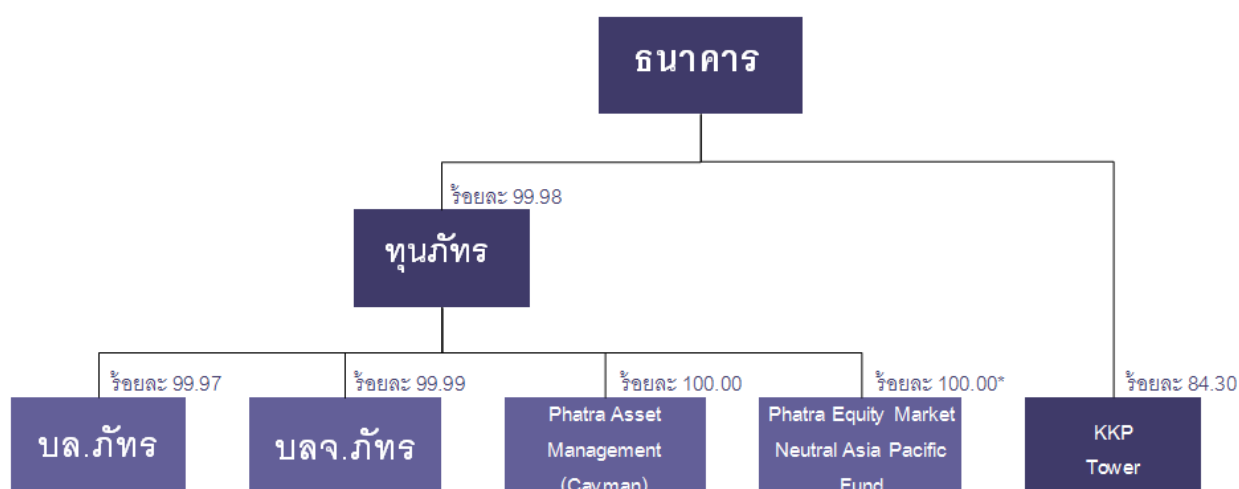 ธนาคาร
ร้อยละ 99.98
ทุนภัทร
ร้อยละ 99.97
ร้อยละ 99.99
ร้อยละ 100.00
ร้อยละ 100.00*
ร้อยละ 84.30
บล.ภัทร
บลจ.ภัทร
Phatra Asset
Management
(Cayman)
Phatra Equity Market
Neutral Asia Pacific
Fund
KKP
Tower